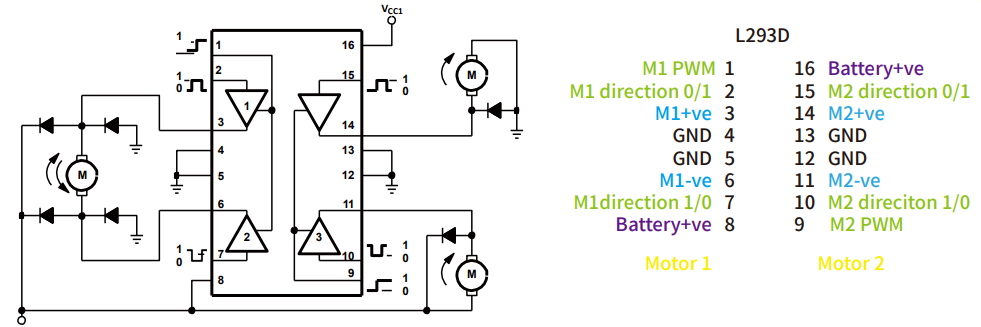 VCC1
1
1
16
1
0
2
15
1
0
M
1
3
14
4
13
M
5
12
6
11
2
3
1
0
7
10
1
0
M
8
9
1
0
L293D
M1 PWM 1 16 Battery+ve
M1 direction 0/1 2 15 M2 direction 0/1
M1+ve 3 14 M2+ve
GND 4 13 GND
GND 5 12 GND
M1-ve 6 11 M2-ve
M1direction 1/0 7 10 M2 direciton 1/0
Battery+ve 8 9 M2 PWM
Motor 1 Motor 2